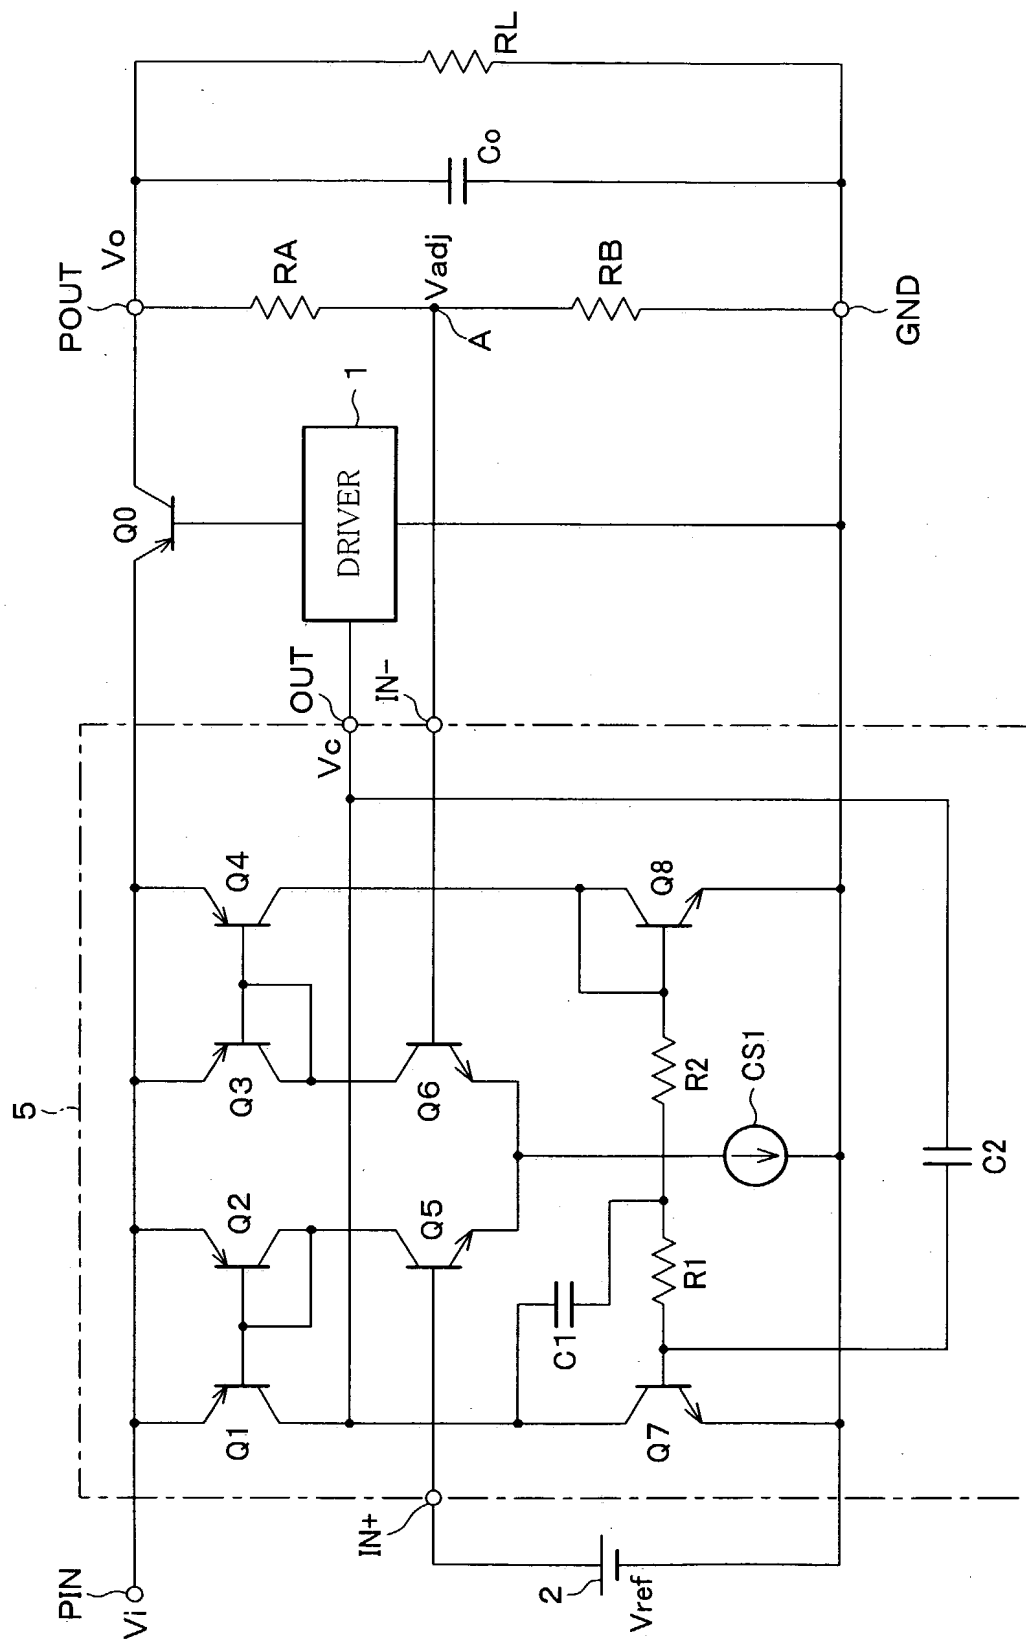 PIN
Vi
5
Q1
Q2
Q3
Q4
Q0
POUT
Vo
OUT
Vc
IN-
DRIVER
1
RA
Vadj
A
RB
Co
RL
IN+
Q5
Q6
C1
R1
R2
CS1
Q7
Q8
2
Vref
C2
GND